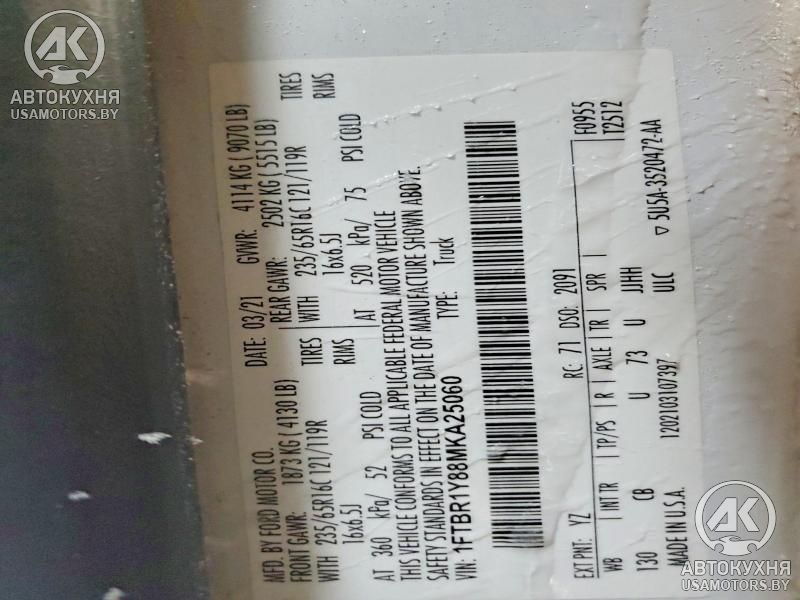 AK
АВТОКУХНЯ
USAMOTORS.BY
MFD. BY FORD MOTOR CO. DATE: 03/21 GVWR: 4114 KG ( 9070 LB)
FRONT GAWR: 1873 KG ( 4130 LB) REAR GAWR: 2502 KG ( 5515 LB)
WITH 235/65R16C 121/119R TIRES WITH 235/65R16C 121/119R TIRES
16x6.5J RIMS 16x6.5J RIMS
AT 360 kPa/ 52 PSI COLD AT 520 kPa/ 75 PSI COLD
THIS VEHICLE CONFORMS TO ALL APPLICABLE FEDERAL MOTOR VEHICLE
SAFETY STANDARDS IN EFFECT ON THE DATE OF MANUFACTURE SHOWN ABOVE.
VIN: 1FTBR1Y88MKA25060 TYPE: Truck
F0955
T2512
EXT PNT: YZ RC: 71 DSO: 2091
WB INT TR TP/PS R AXLE TR SPR
130 CB U 73 U JJHH
ULC
MADE IN U.S.A. 1202103107397 5U5A-3520472-AA
AK
АВТОКУХНЯ
USAMOTORS.BY